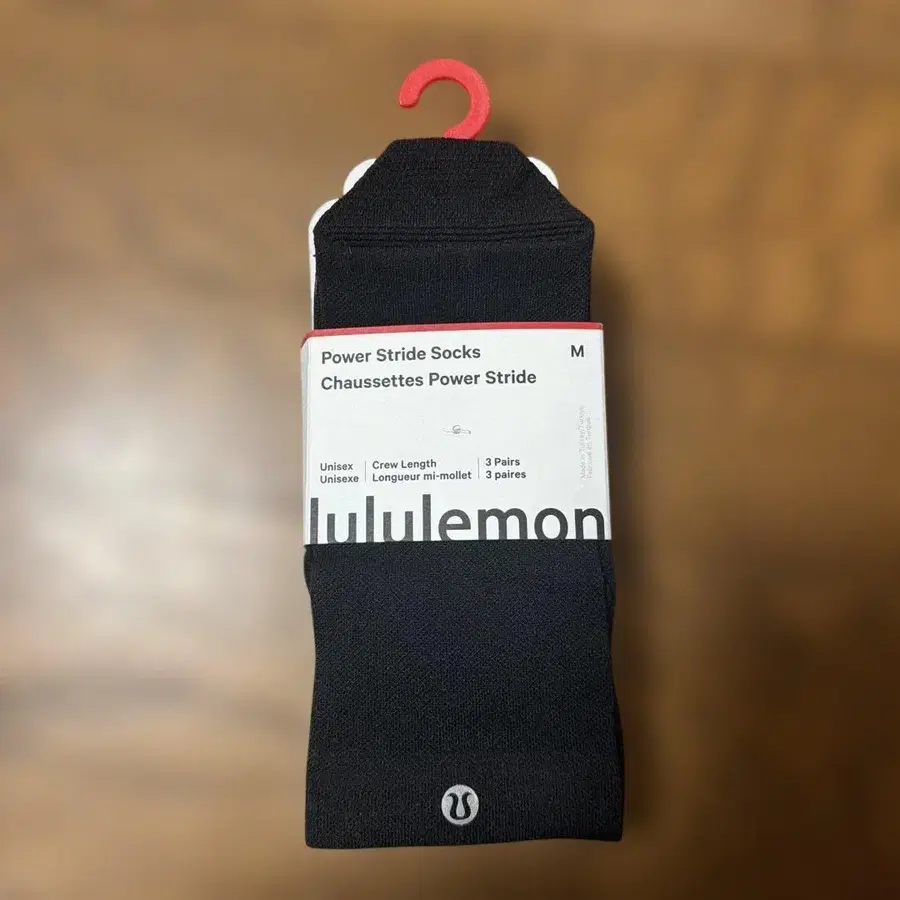 Power Stride Socks
M
Chaussettes Power Stride
Unisex
Unisexe
Crew Length
Longueur mi-mollet
3 Pairs
3 paires
lululemon